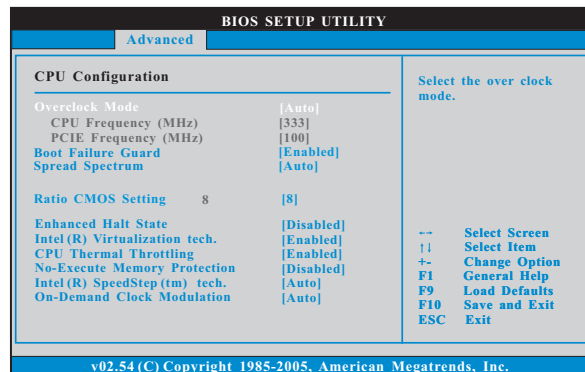 BIOS SETUP UTILITY
Advanced
CPU Configuration
Overclock Mode [Auto]
CPU Frequency (MHz) [333]
PCIE Frequency (MHz) [100]
Boot Failure Guard [Enabled]
Spread Spectrum [Auto]
Ratio CMOS Setting 8 [8]
Enhanced Halt State [Disabled]
Intel(R) Virtualization tech. [Enabled]
CPU Thermal Throttling [Enabled]
No-Execute Memory Protection [Disabled]
Intel(R) SpeedStep(tm) tech. [Auto]
On-Demand Clock Modulation [Auto]
Select the over clock
mode.
←→ Select Screen
↑↓ Select Item
+- Change Option
F1 General Help
F9 Load Defaults
F10 Save and Exit
ESC Exit
v02.54 (C) Copyright 1985-2005, American Megatrends, Inc.